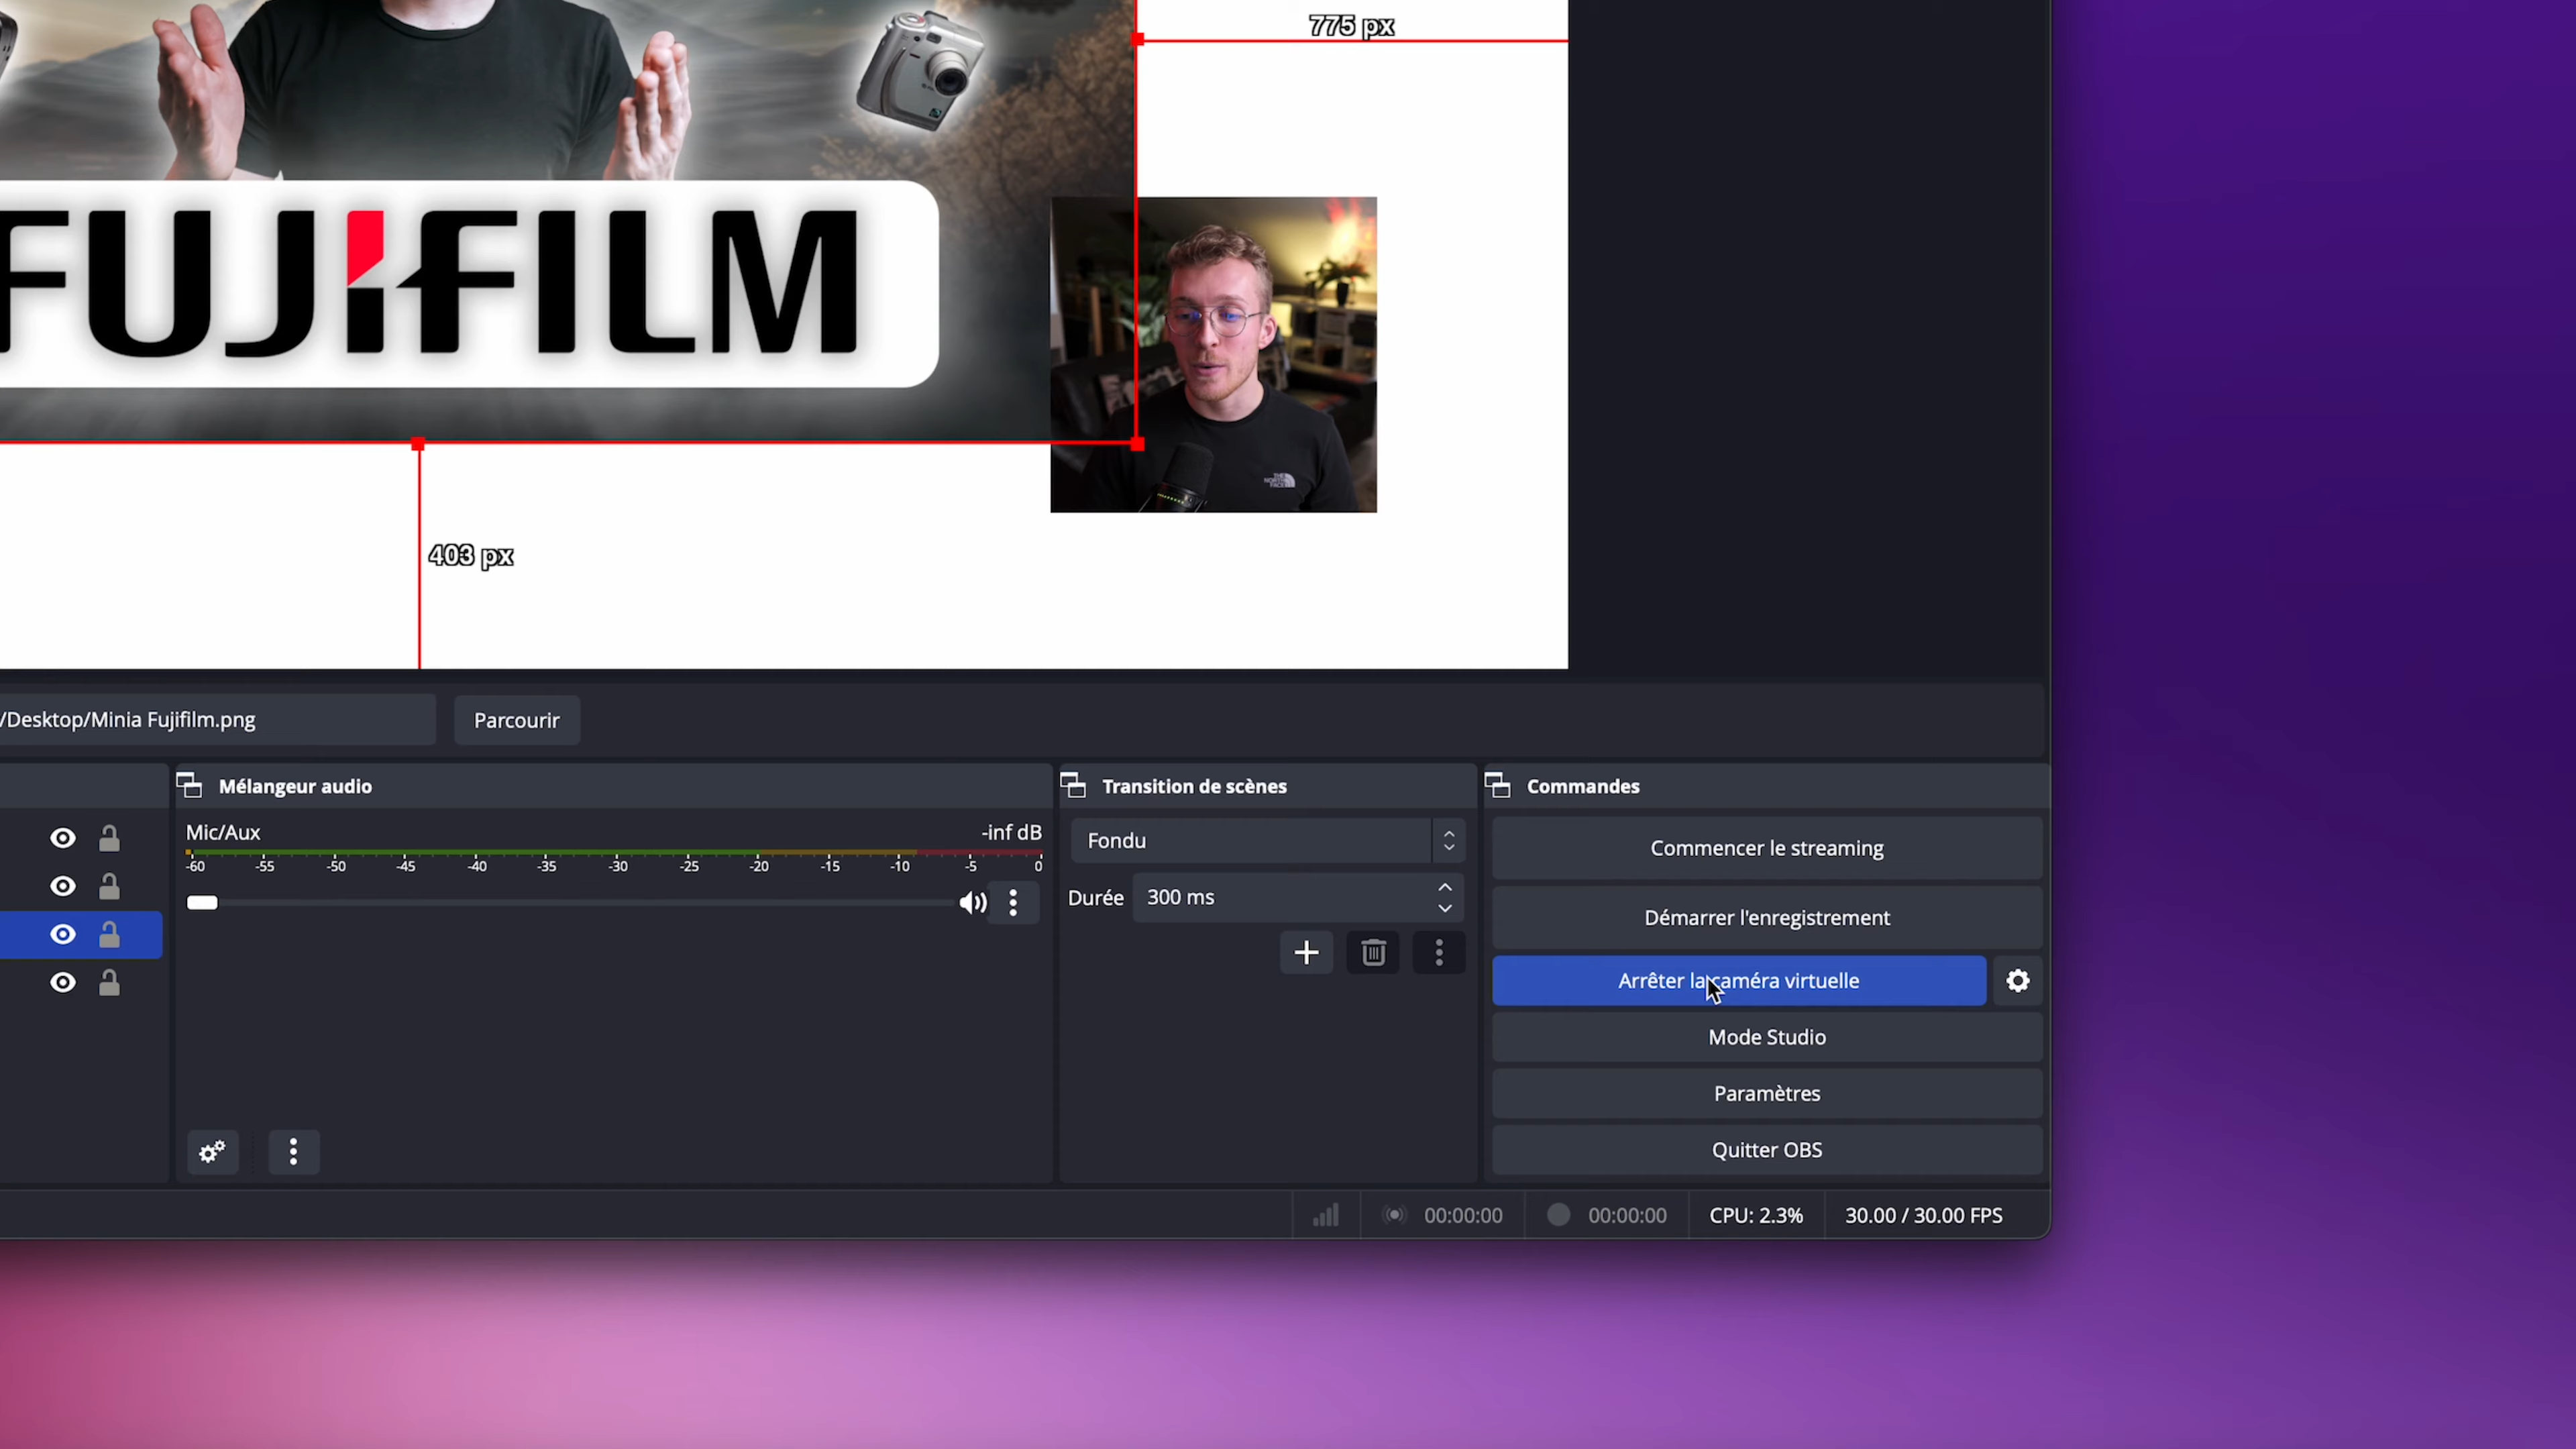 775 px
FUJIFILM
THE NORTH FACE
403 px
/Desktop/Minia Fujifilm.png
Parcourir
Mélangeur audio
Transition de scènes
Commandes
Mic/Aux
-inf dB
-60 -55 -50 -45 -40 -35 -30 -25 -20 -15 -10 -5 0
Fondu
Durée
300 ms
Commencer le streaming
Démarrer l'enregistrement
Arrêter la caméra virtuelle
Mode Studio
Paramètres
Quitter OBS
00:00:00
00:00:00
CPU: 2.3%
30.00 / 30.00 FPS